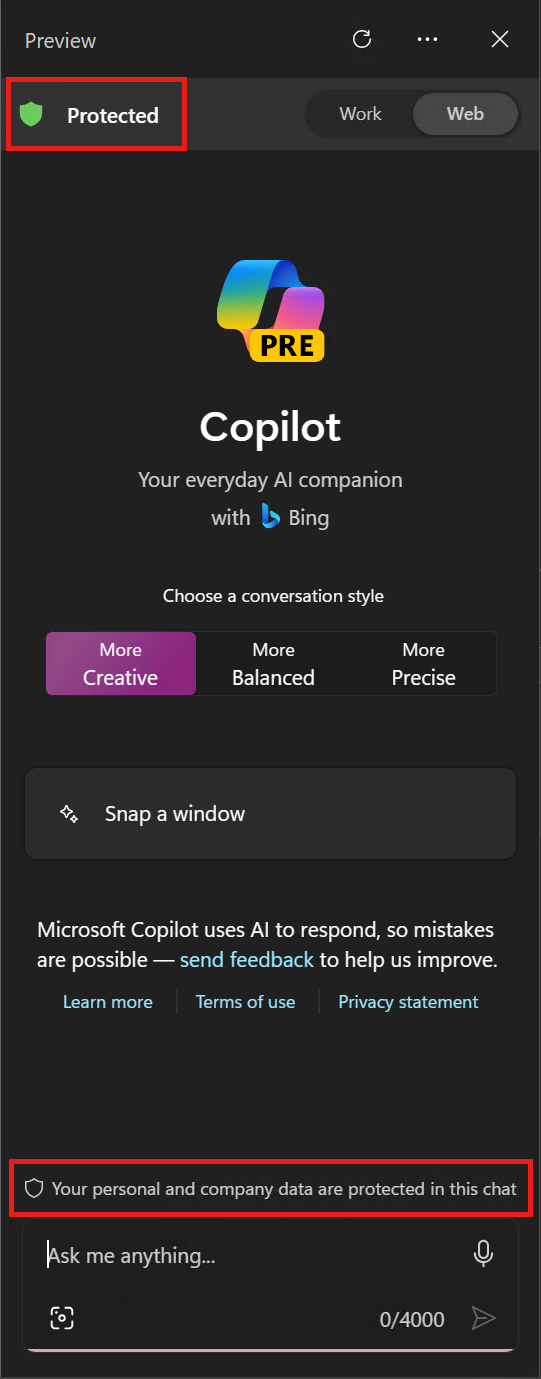 Preview
Protected
Work
Web
PRE
Copilot
Your everyday AI companion
with Bing
Choose a conversation style
More
Creative
More
Balanced
More
Precise
Snap a window
Microsoft Copilot uses AI to respond, so mistakes
are possible — send feedback to help us improve.
Learn more
Terms of use
Privacy statement
Your personal and company data are protected in this chat
Ask me anything...
0/4000